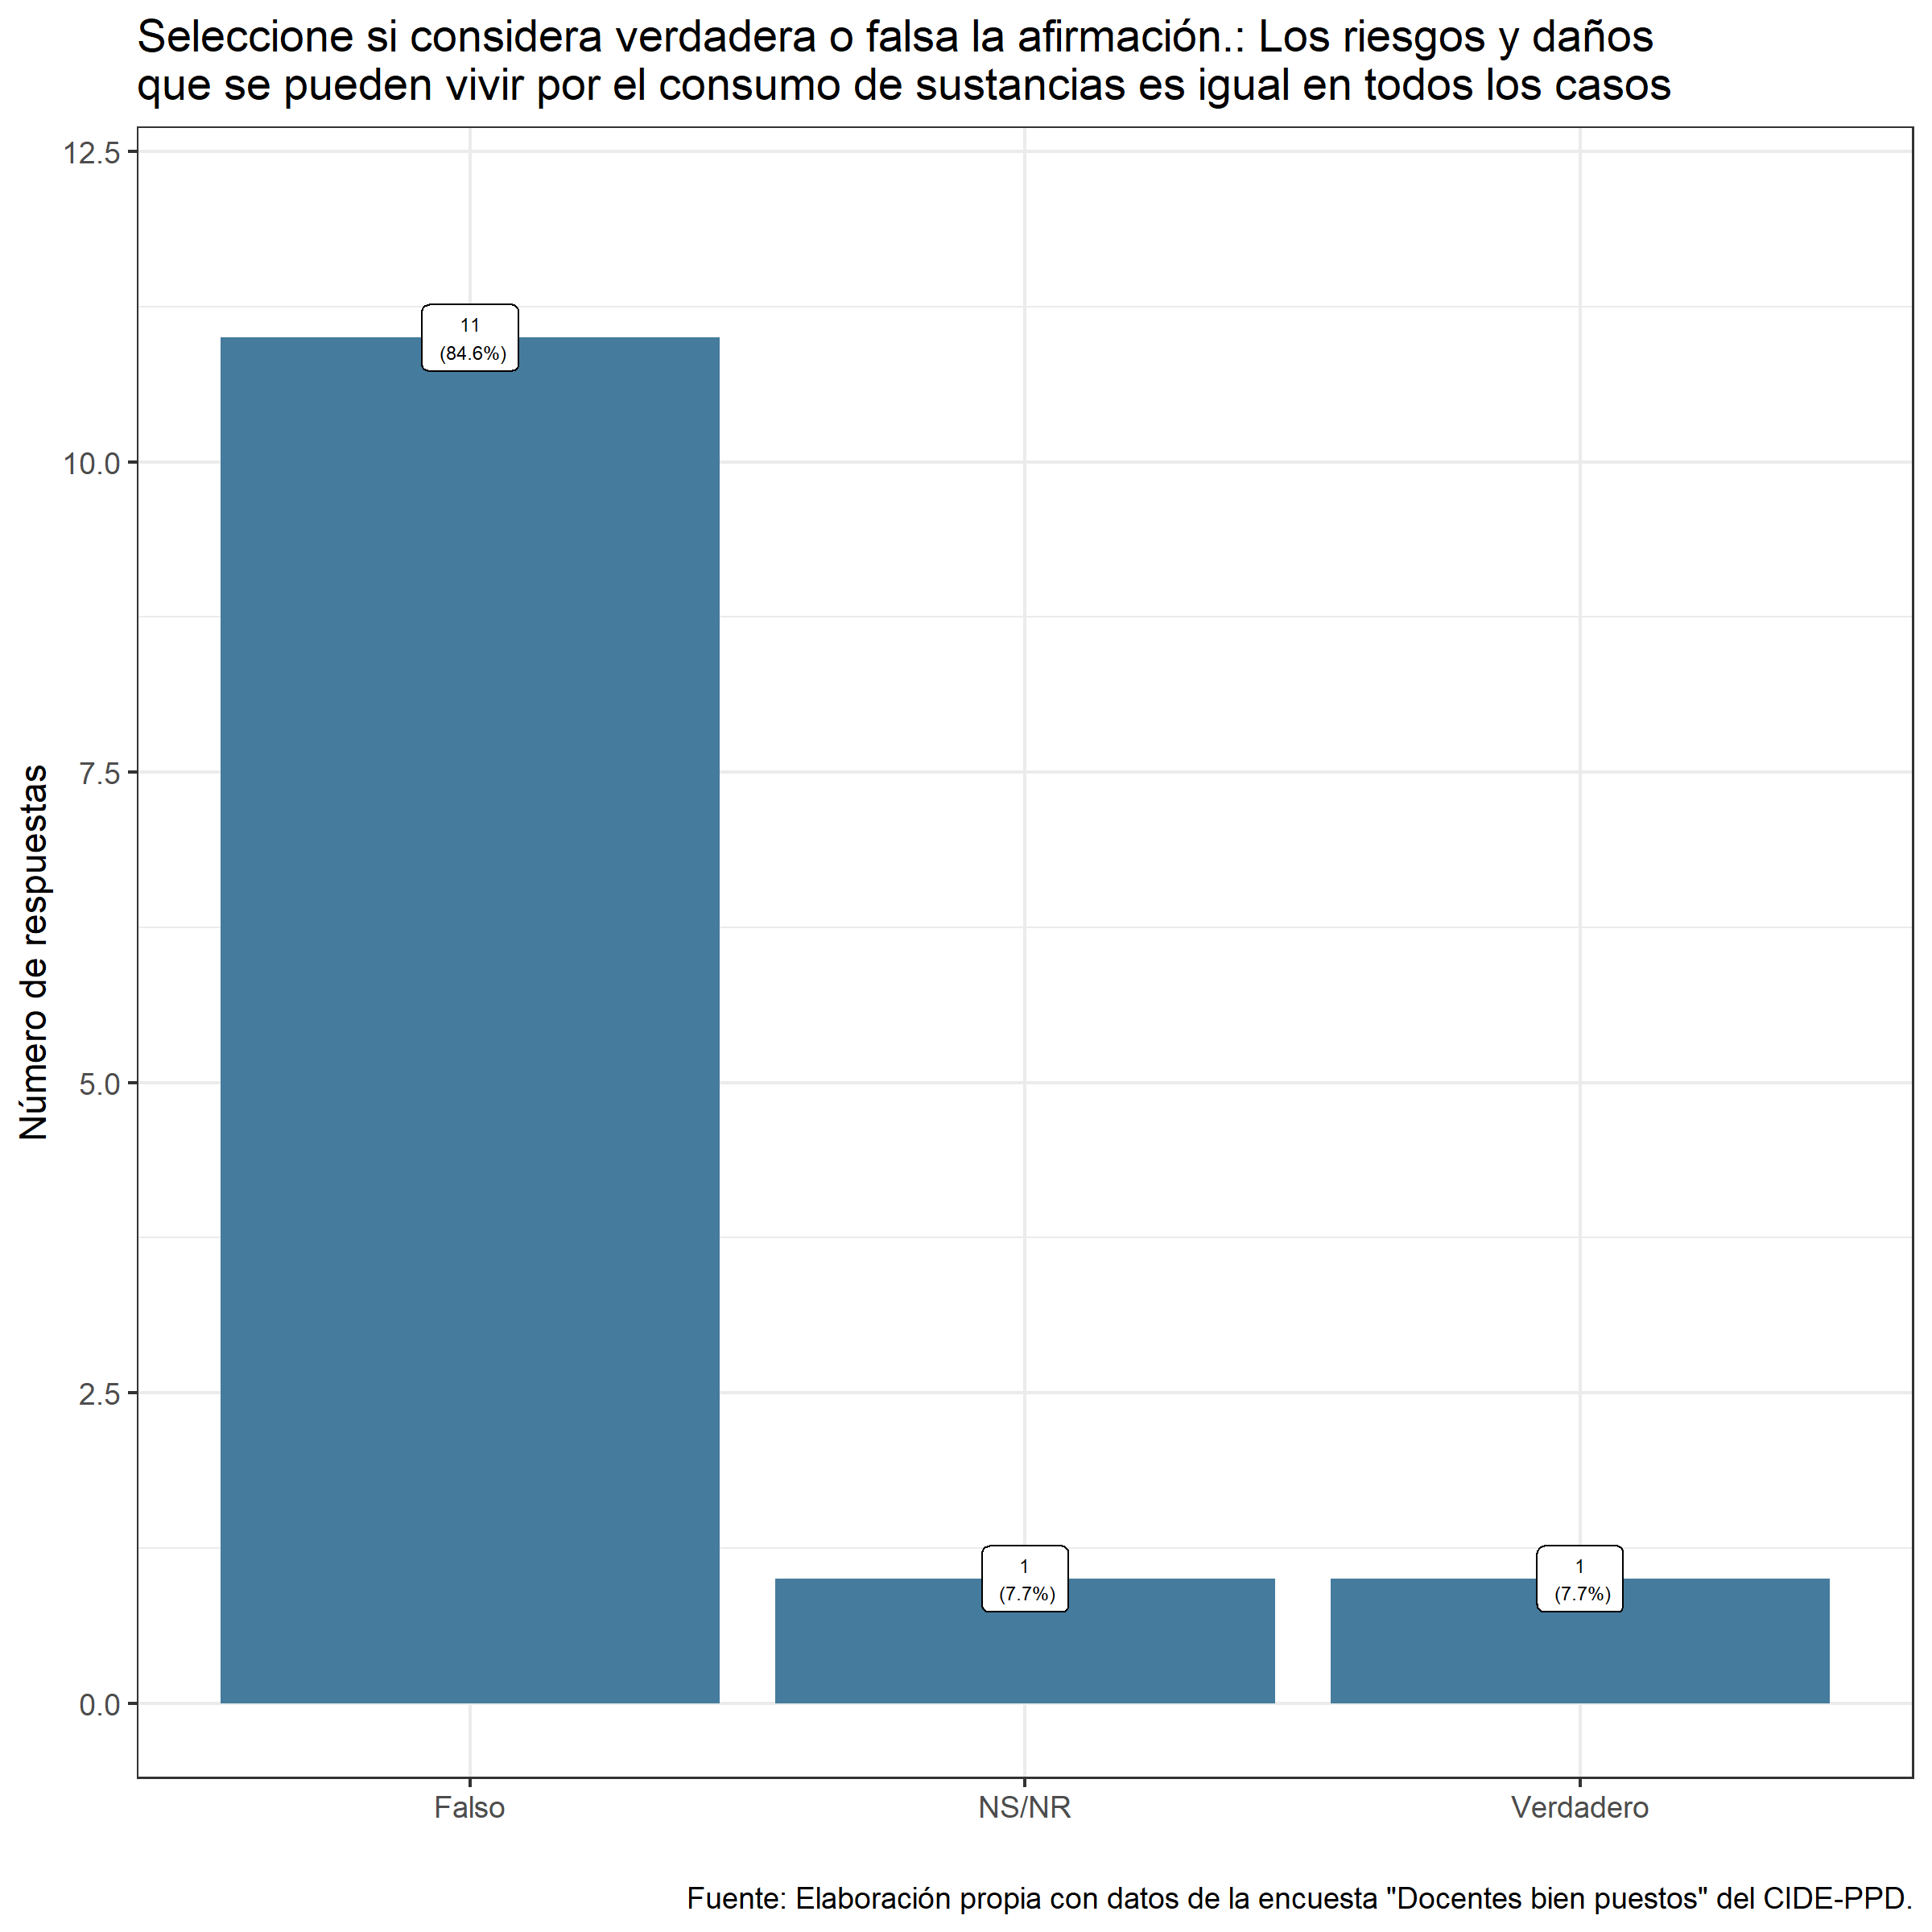 Seleccione si considera verdadera o falsa la afirmación.: Los riesgos y daños
que se pueden vivir por el consumo de sustancias es igual en todos los casos
Número de respuestas
12.5
10.0
7.5
5.0
2.5
0.0
11
(84.6%)
1
(7.7%)
1
(7.7%)
Falso
NS/NR
Verdadero
Fuente: Elaboración propia con datos de la encuesta "Docentes bien puestos" del CIDE-PPD.